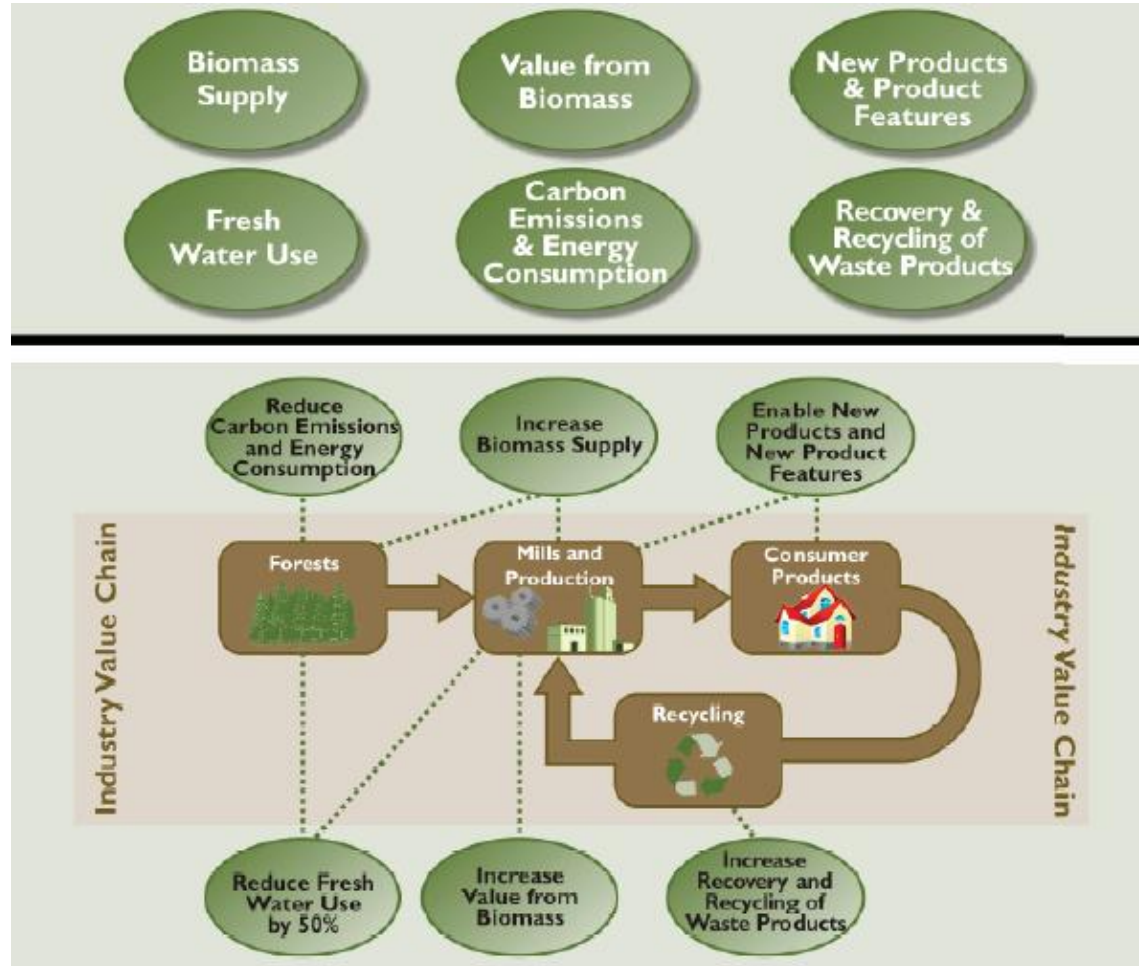 Biomass
Supply
Value from
Biomass
New Products
& Product
Features
Fresh
Water Use
Carbon
Emissions
& Energy
Consumption
Recovery &
Recycling of
Waste Products
Reduce
Carbon Emissions
and Energy
Consumption
Increase
Biomass Supply
Enable New
Products and
New Product
Features
Industry Value Chain
Forests
Mills and
Production
Consumer
Products
Industry Value Chain
Recycling
Reduce Fresh
Water Use
by 50%
Increase
Value from
Biomass
Increase
Recovery and
Recycling of
Waste Products